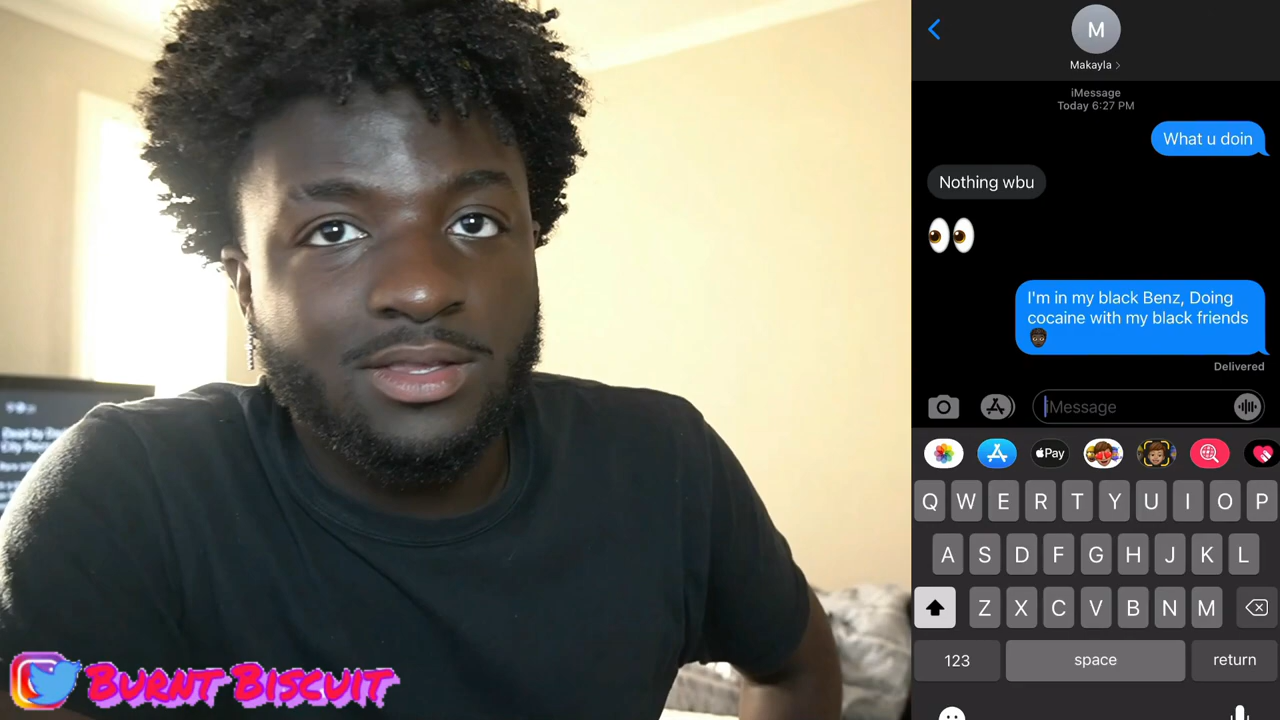 M
Makayla >
iMessage
Today 6:27 PM
What u doin
Nothing wbu
👀
I'm in my black Benz, Doing
cocaine with my black friends
Delivered
iMessage
Pay
Q W E R T Y U I O P
A S D F G H J K L
Z X C V B N M
123 space return
Burnt Biscuit